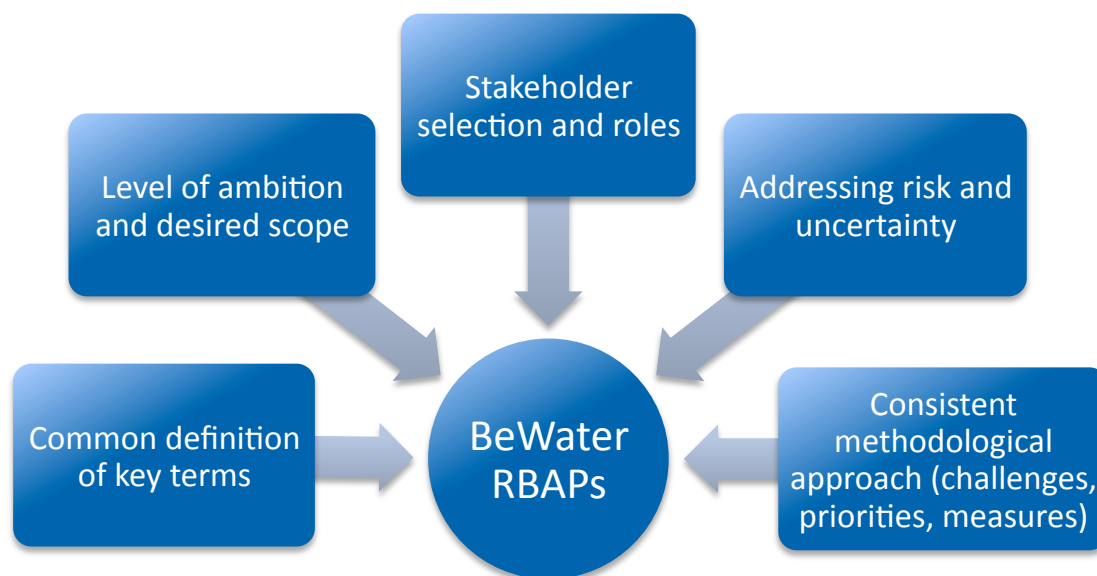 Stakeholder
selection and roles
Level of ambition
and desired scope
Addressing risk and
uncertainty
Common definition
of key terms
BeWater
RBAPs
Consistent
methodological
approach (challenges,
priorities, measures)